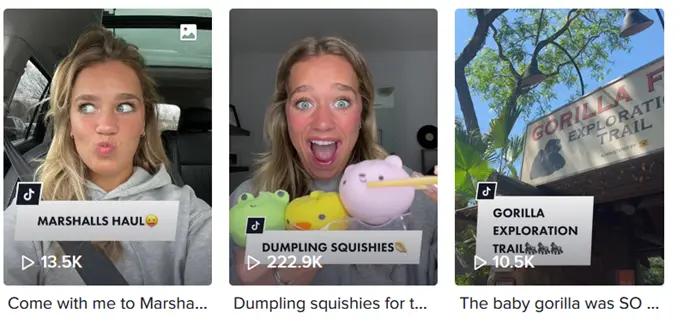 MARSHALLS HAUL😛
13.5K
Come with me to Marsha...
DUMPLING SQUISHIES🥟
222.9K
Dumpling squishies for t...
GORILLA F
EXPLORATION
TRAIL
GORILLA
EXPLORATION
TRAIL🦍🦍🦍
10.5K
The baby gorilla was SO ...